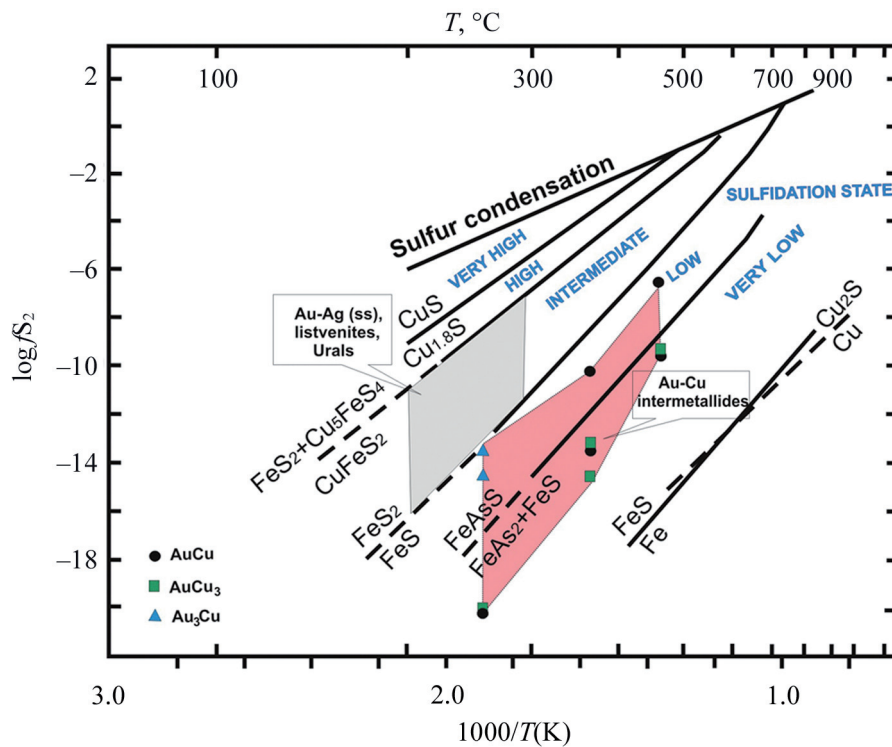 T, °C
100
300
500
700
900
2
−2
−6
−10
−14
−18
logfS₂
Sulfur condensation
VERY HIGH
HIGH
INTERMEDIATE
LOW
SULFIDATION STATE
VERY LOW
Au-Ag (ss),
listvenites,
Urals
CuS
Cu₁.₈S
FeS₂+Cu₅FeS₄
CuFeS₂
FeS₂
FeS
FeAsS
FeAs₂+FeS
Au-Cu
intermetallides
Cu₂S
Cu
FeS
Fe
AuCu
AuCu₃
Au₃Cu
3.0
2.0
1.0
1000/T(K)